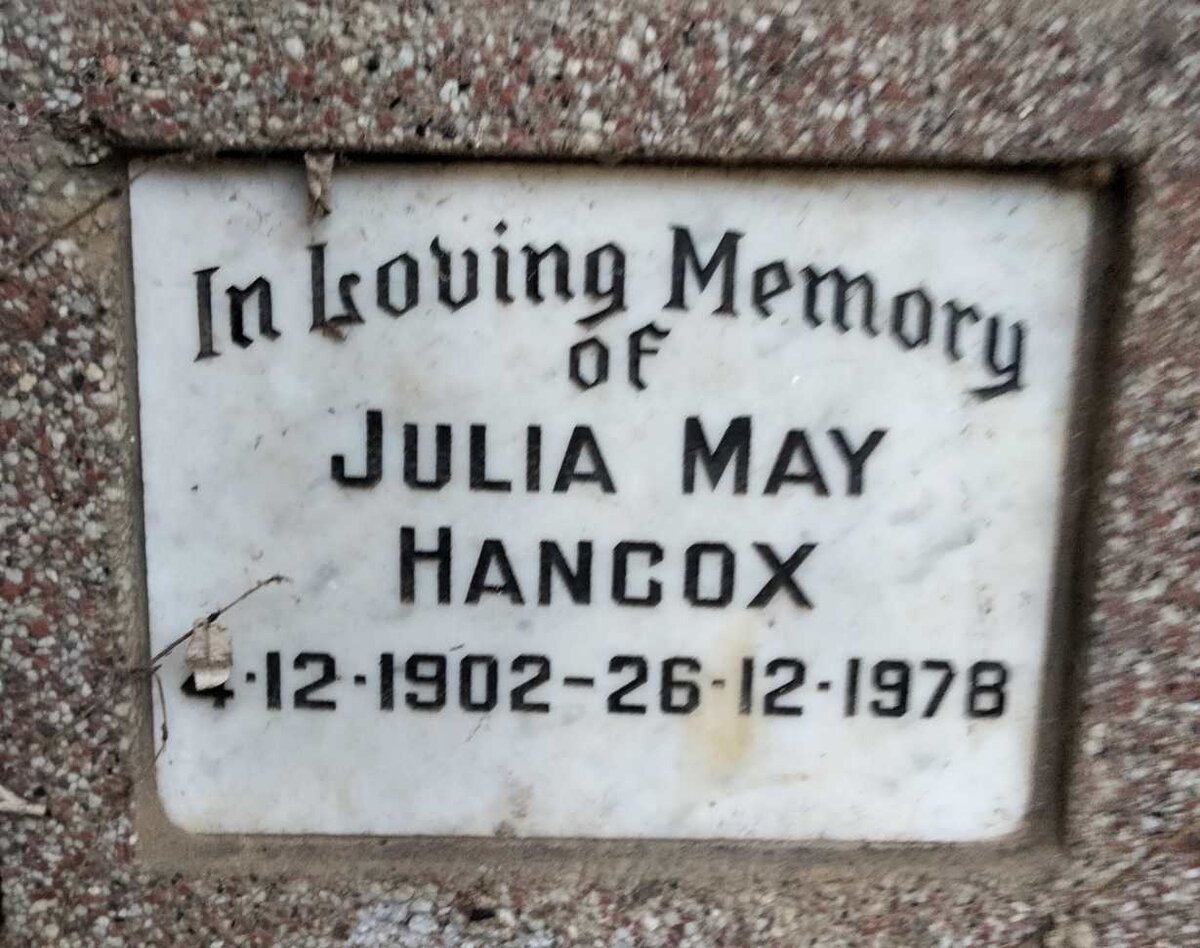 In Loving Memory
of
JULIA MAY
HANCOX
4·12·1902-26·12·1978